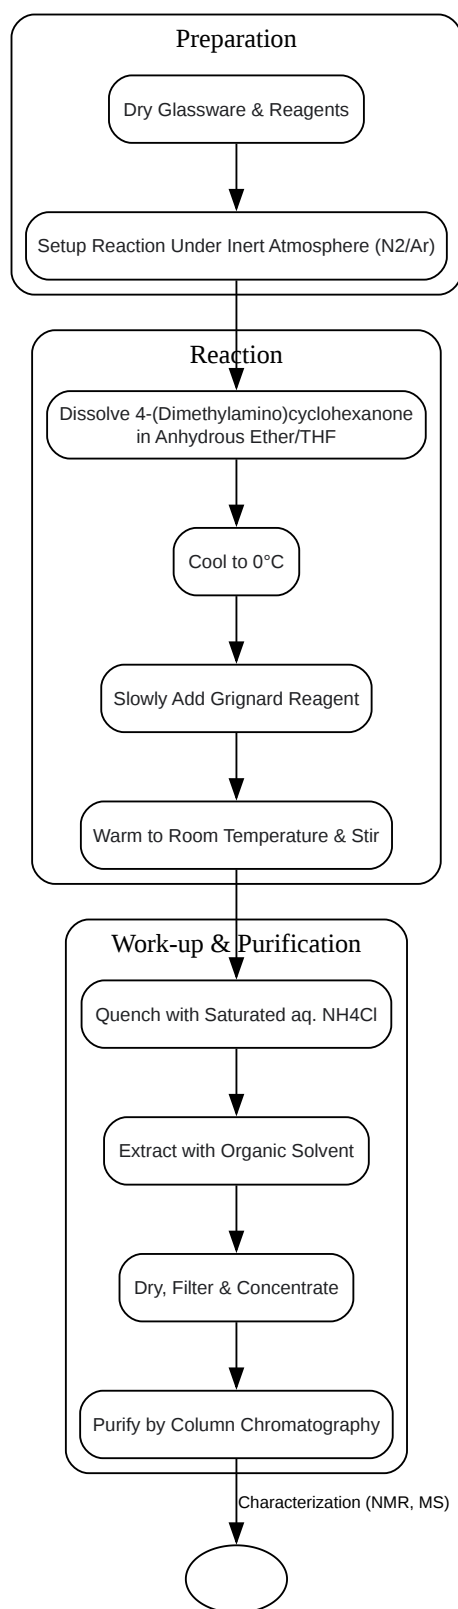 Preparation
Dry Glassware & Reagents
Setup Reaction Under Inert Atmosphere (N2/Ar)
Reaction
Dissolve 4-(Dimethylamino)cyclohexanone
in Anhydrous Ether/THF
Cool to 0°C
Slowly Add Grignard Reagent
Warm to Room Temperature & Stir
Work-up & Purification
Quench with Saturated aq. NH4Cl
Extract with Organic Solvent
Dry, Filter & Concentrate
Purify by Column Chromatography
Characterization (NMR, MS)